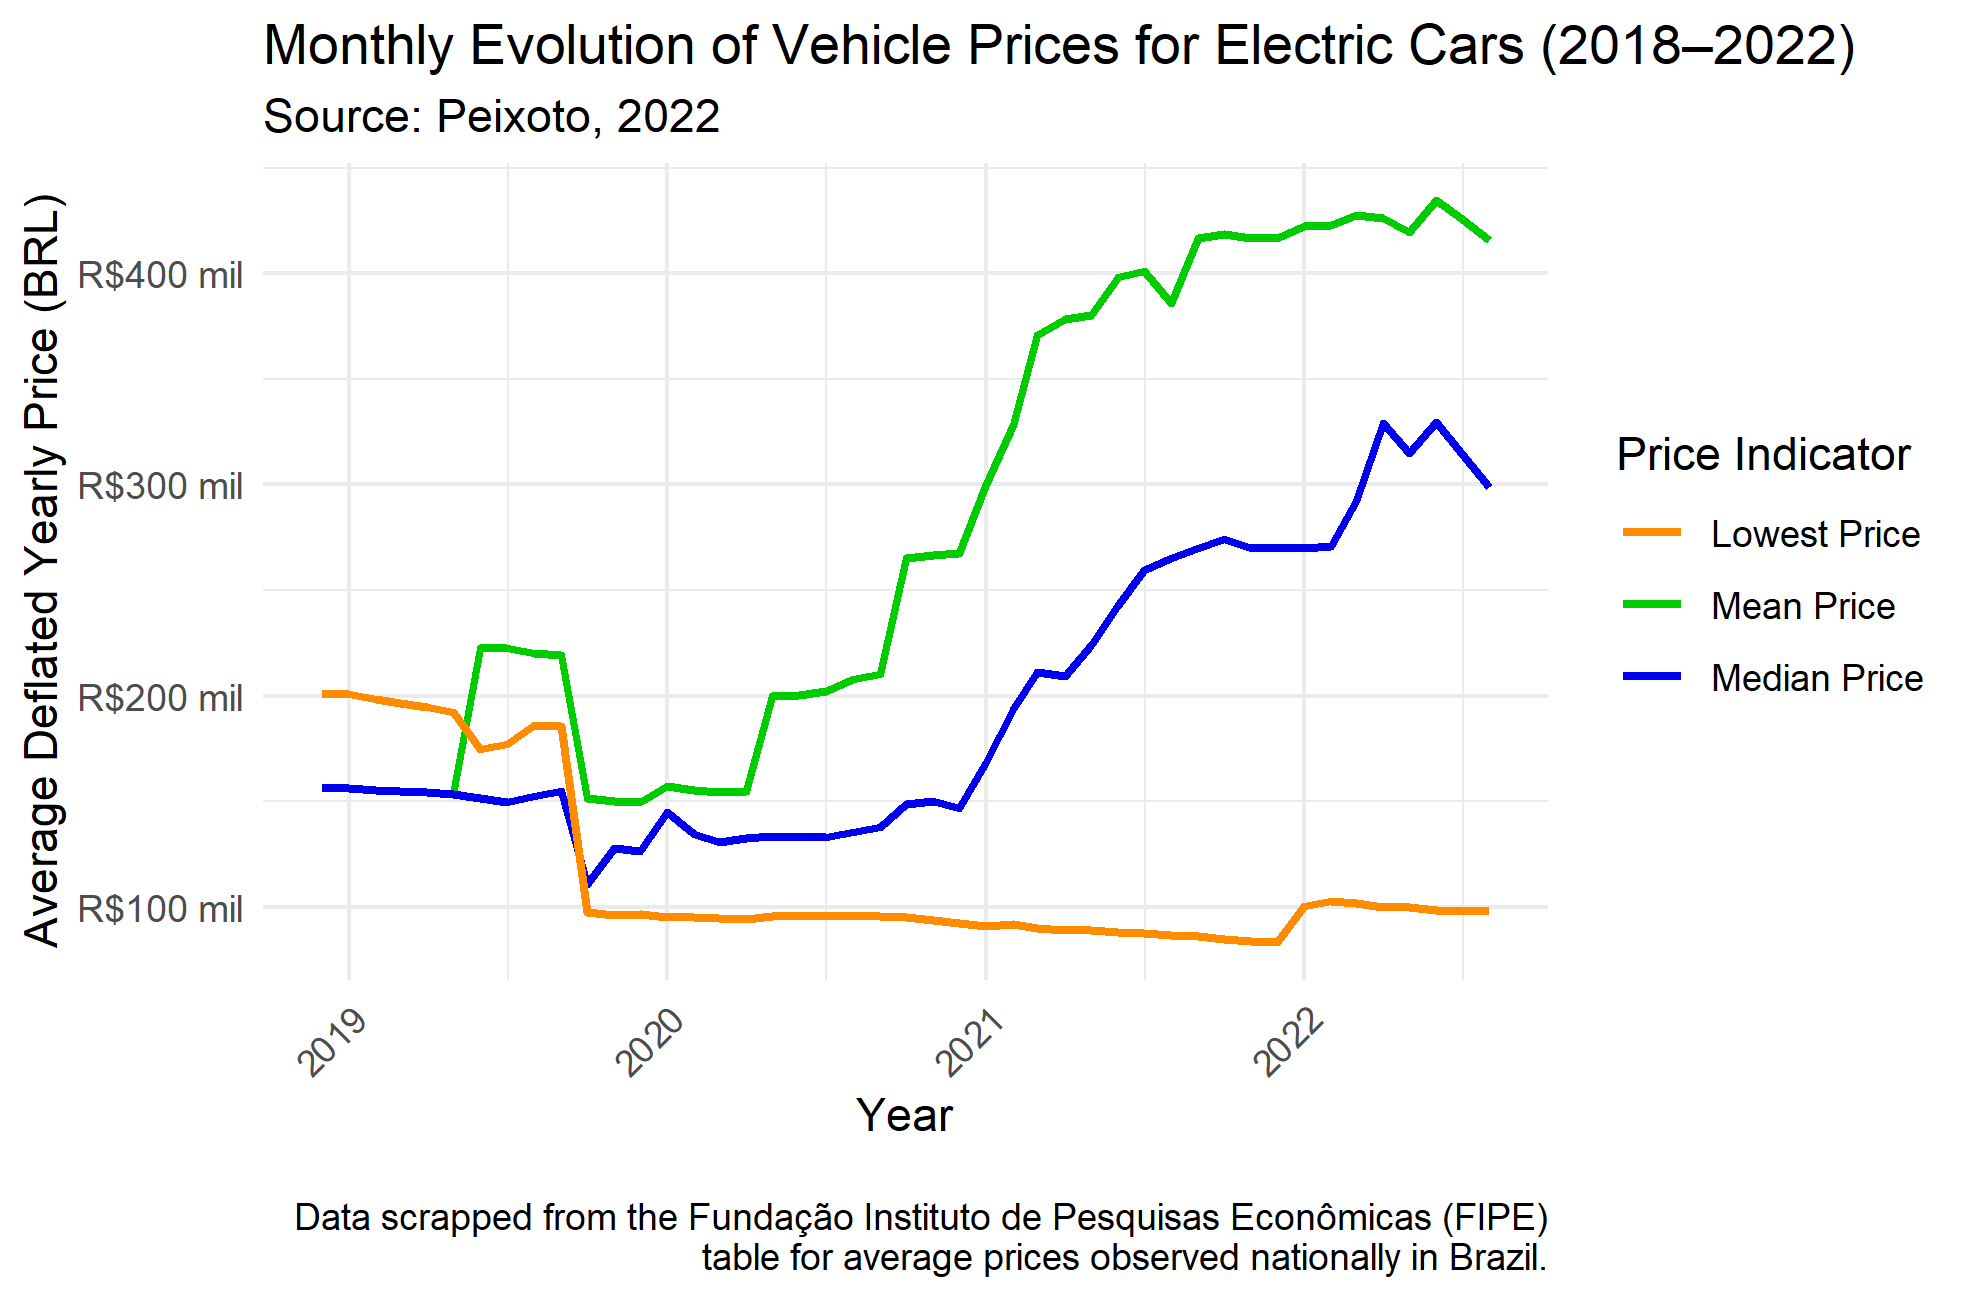 Monthly Evolution of Vehicle Prices for Electric Cars (2018–2022)
Source: Peixoto, 2022
Average Deflated Yearly Price (BRL)
R$400 mil
R$300 mil
R$200 mil
R$100 mil
2019
2020
2021
2022
Year
Price Indicator
Lowest Price
Mean Price
Median Price
Data scrapped from the Fundação Instituto de Pesquisas Econômicas (FIPE)
table for average prices observed nationally in Brazil.